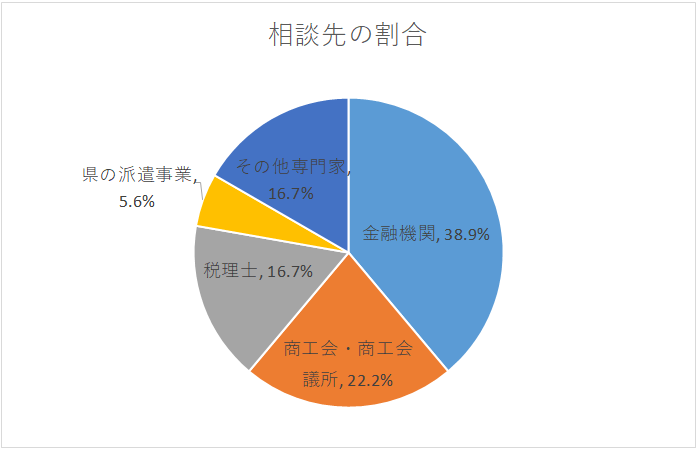 相談先の割合
その他専門家,
16.7%
県の派遣事業,
5.6%
金融機関, 38.9%
税理士, 16.7%
商工会・商工会
議所, 22.2%